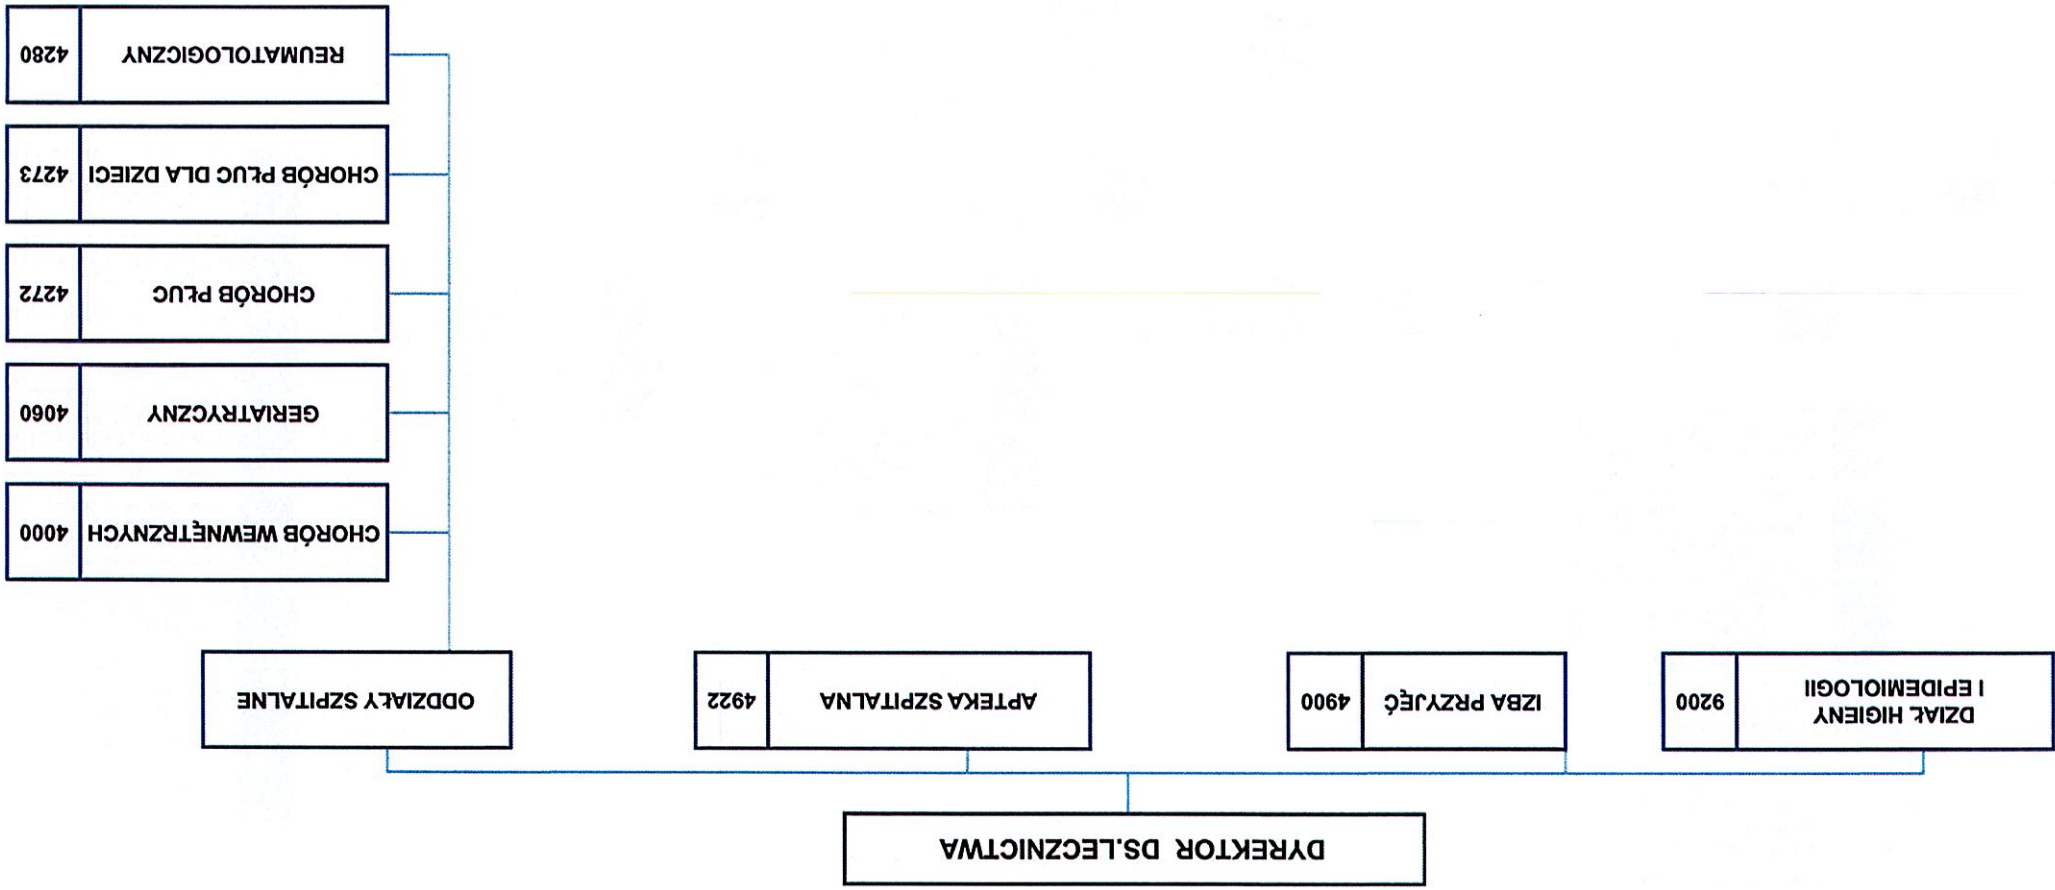 DYREKTOR DS.LECZNICTWA
DZIAŁ HIGIENY
I EPIDEMIOLOGII
9200
IZBA PRZYJĘĆ
4900
APTEKA SZPITALNA
4922
ODDZIAŁY SZPITALNE
CHORÓB WEWNĘTRZNYCH
4000
GERIATRYCZNY
4060
CHORÓB PŁUC
4272
CHORÓB PŁUC DLA DZIECI
4273
REUMATOLOGICZNY
4280